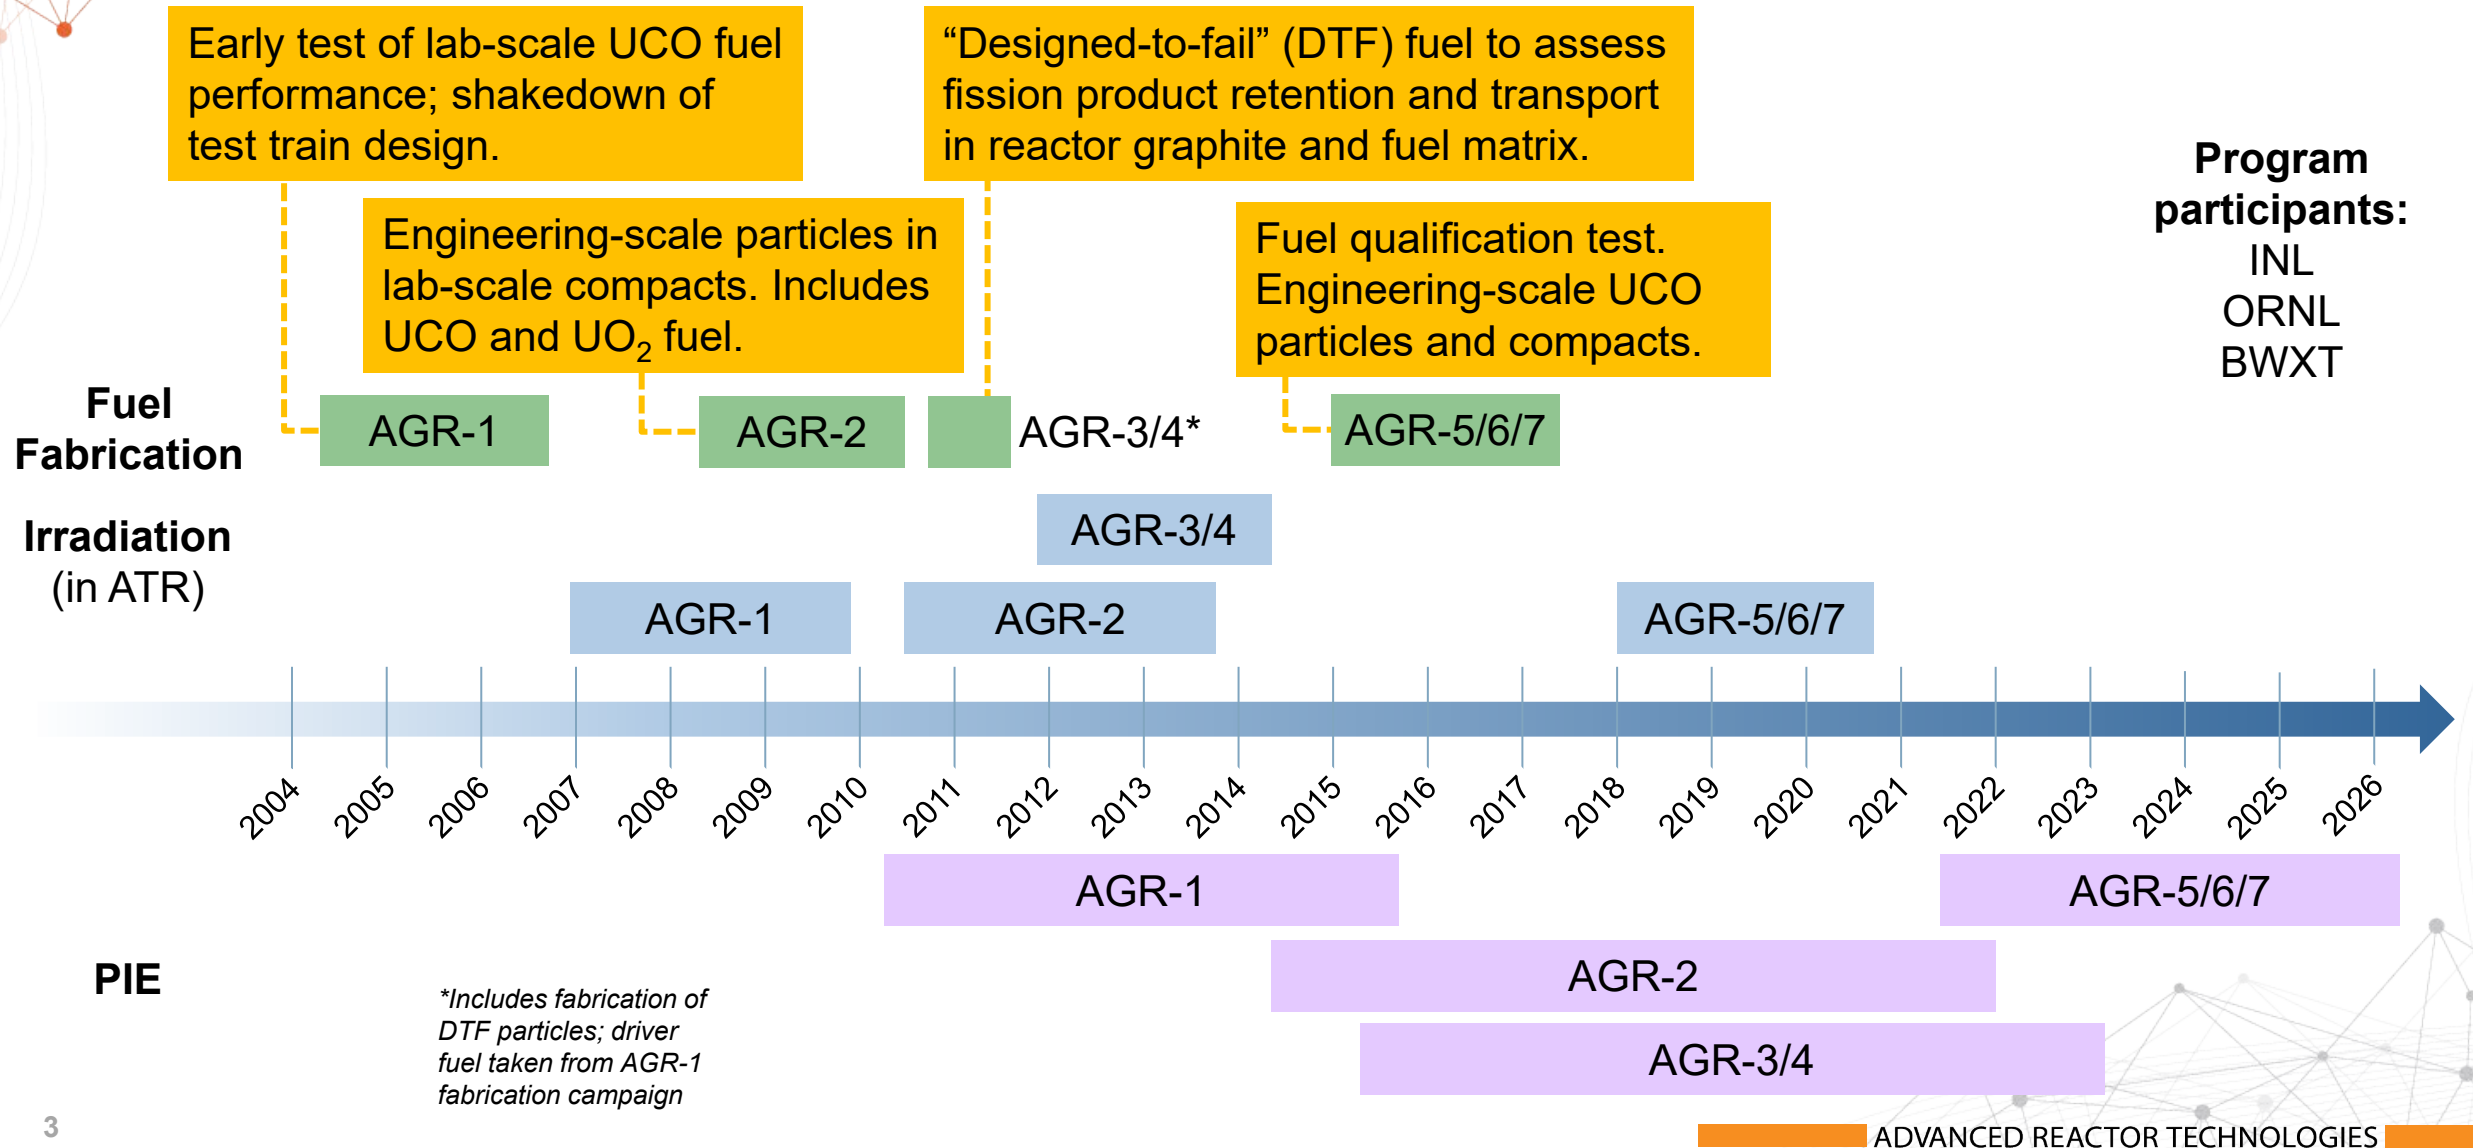 Early test of lab-scale UCO fuel
performance; shakedown of
test train design.
“Designed-to-fail” (DTF) fuel to assess
fission product retention and transport
in reactor graphite and fuel matrix.
Engineering-scale particles in
lab-scale compacts. Includes
UCO and UO₂ fuel.
Fuel qualification test.
Engineering-scale UCO
particles and compacts.
Program
participants:
INL
ORNL
BWXT
Fuel
Fabrication
AGR-1
AGR-2
AGR-3/4*
AGR-5/6/7
Irradiation
(in ATR)
AGR-3/4
AGR-1
AGR-2
AGR-5/6/7
2004
2005
2006
2007
2008
2009
2010
2011
2012
2013
2014
2015
2016
2017
2018
2019
2020
2021
2022
2023
2024
2025
2026
PIE
AGR-1
AGR-5/6/7
AGR-2
AGR-3/4
*Includes fabrication of
DTF particles; driver
fuel taken from AGR-1
fabrication campaign
3
ADVANCED REACTOR TECHNOLOGIES